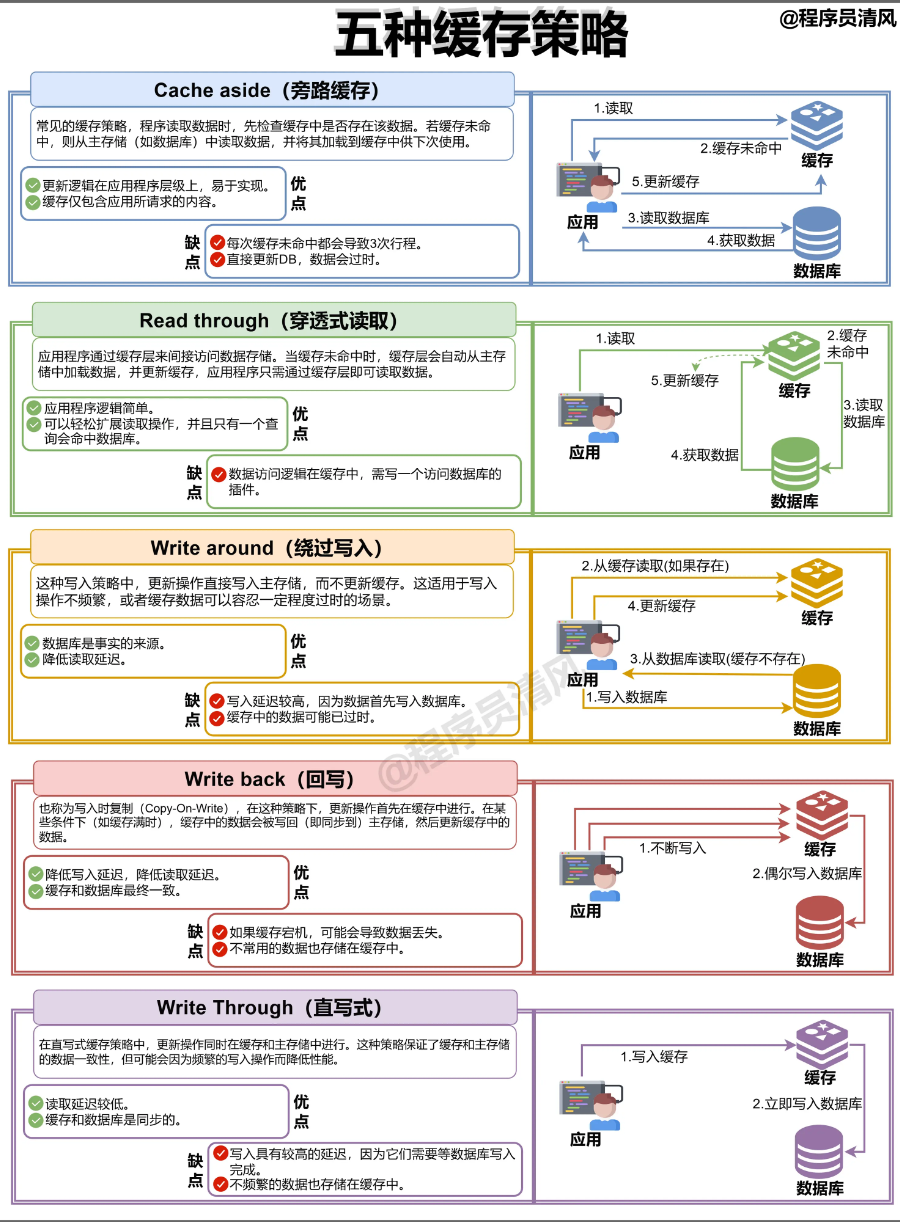 五种缓存策略
@程序员清风
Cache aside（旁路缓存）
常见的缓存策略，程序读取数据时，先检查缓存中是否存在该数据。若缓存未命
中，则从主存储（如数据库）中读取数据，并将其加载到缓存中供下次使用。
更新逻辑在应用程序层级上，易于实现。
缓存仅包含应用所请求的内容。
优点
缺点
每次缓存未命中都会导致3次行程。
直接更新DB，数据会过时。
1.读取
缓存
2.缓存未命中
5.更新缓存
应用
3.读取数据库
4.获取数据
数据库
Read through（穿透式读取）
应用程序通过缓存层来间接访问数据存储。当缓存未命中时，缓存层会自动从主存
储中加载数据，并更新缓存，应用程序只需通过缓存层即可读取数据。
应用程序逻辑简单。
可以轻松扩展读取操作，并且只有一个查
询会命中数据库。
优点
缺点
数据访问逻辑在缓存中，需写一个访问数据库的
插件。
1.读取
2.缓存
未命中
5.更新缓存
缓存
3.读取
数据库
应用
4.获取数据
数据库
Write around（绕过写入）
这种写入策略中，更新操作直接写入主存储，而不更新缓存。这适用于写入
操作不频繁，或者缓存数据可以容忍一定程度过时的场景。
数据库是事实的来源。
降低读取延迟。
优点
缺点
写入延迟较高，因为数据首先写入数据库。
缓存中的数据可能已过时。
2.从缓存读取(如果存在)
4.更新缓存
缓存
3.从数据库读取(缓存不存在)
应用
1.写入数据库
数据库
@程序员清风
Write back（回写）
也称为写入时复制（Copy-On-Write），在这种策略下，更新操作首先在缓存中进行。在某
些条件下（如缓存满时），缓存中的数据会被写回（即同步到）主存储，然后更新缓存中的
数据。
降低写入延迟，降低读取延迟。
缓存和数据库最终一致。
优点
缺点
如果缓存宕机，可能会导致数据丢失。
不常用的数据也存储在缓存中。
1.不断写入
缓存
2.偶尔写入数据库
应用
数据库
Write Through（直写式）
在直写式缓存策略中，更新操作同时在缓存和主存储中进行。这种策略保证了缓存和主存储
的数据一致性，但可能会因为频繁的写入操作而降低性能。
读取延迟较低。
缓存和数据库是同步的。
优点
缺点
写入具有较高的延迟，因为它们需要等数据库写入
完成。
不频繁的数据也存储在缓存中。
1.写入缓存
缓存
2.立即写入数据库
应用
数据库